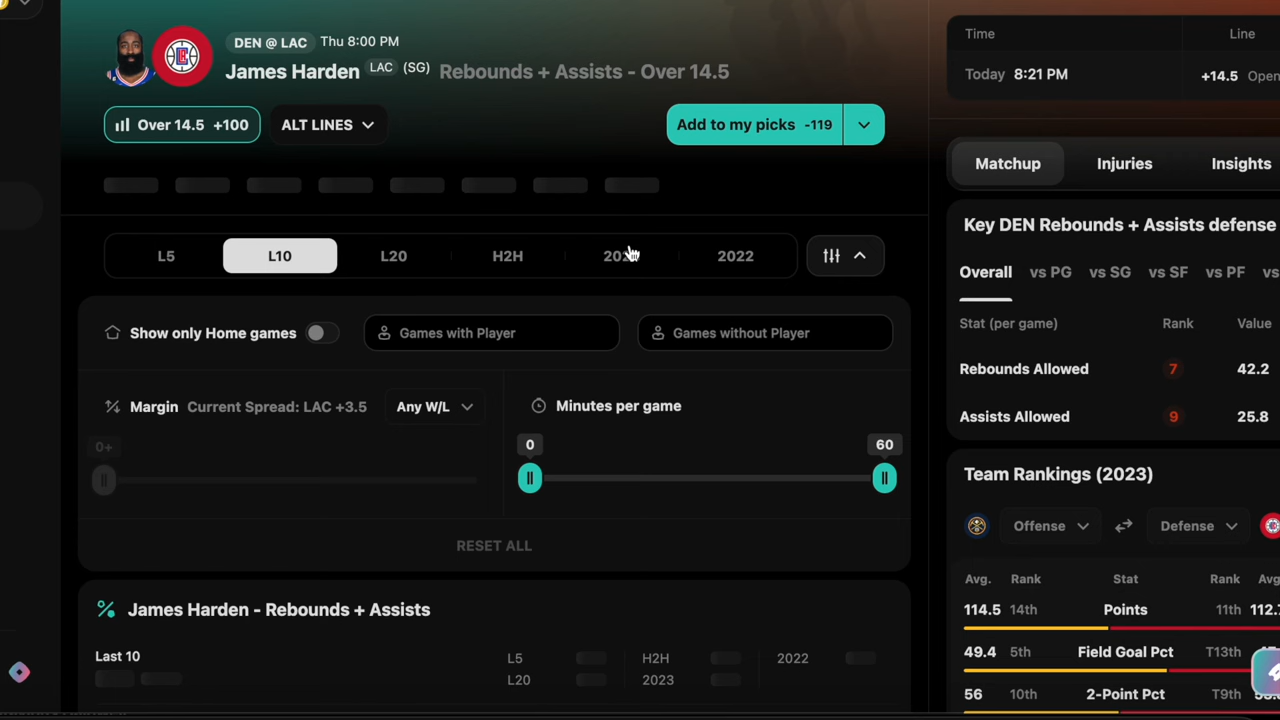 DEN @ LAC Thu 8:00 PM
James Harden LAC (SG) Rebounds + Assists - Over 14.5
Over 14.5 +100 ALT LINES Add to my picks -119
L5 L10 L20 H2H 2022
Show only Home games Games with Player Games without Player
Margin Current Spread: LAC +3.5 Any W/L Minutes per game
0+ 0 60
RESET ALL
James Harden - Rebounds + Assists
Last 10 L5 H2H 2022
L20 2023
Time Line
Today 8:21 PM +14.5 Open
Matchup Injuries Insights
Key DEN Rebounds + Assists defense
Overall vs PG vs SG vs SF vs PF vs
Stat (per game) Rank Value
Rebounds Allowed 7 42.2
Assists Allowed 9 25.8
Team Rankings (2023)
Offense Defense
Avg. Rank Stat Rank Avg
114.5 14th Points 11th 112.
49.4 5th Field Goal Pct T13th
56 10th 2-Point Pct T9th